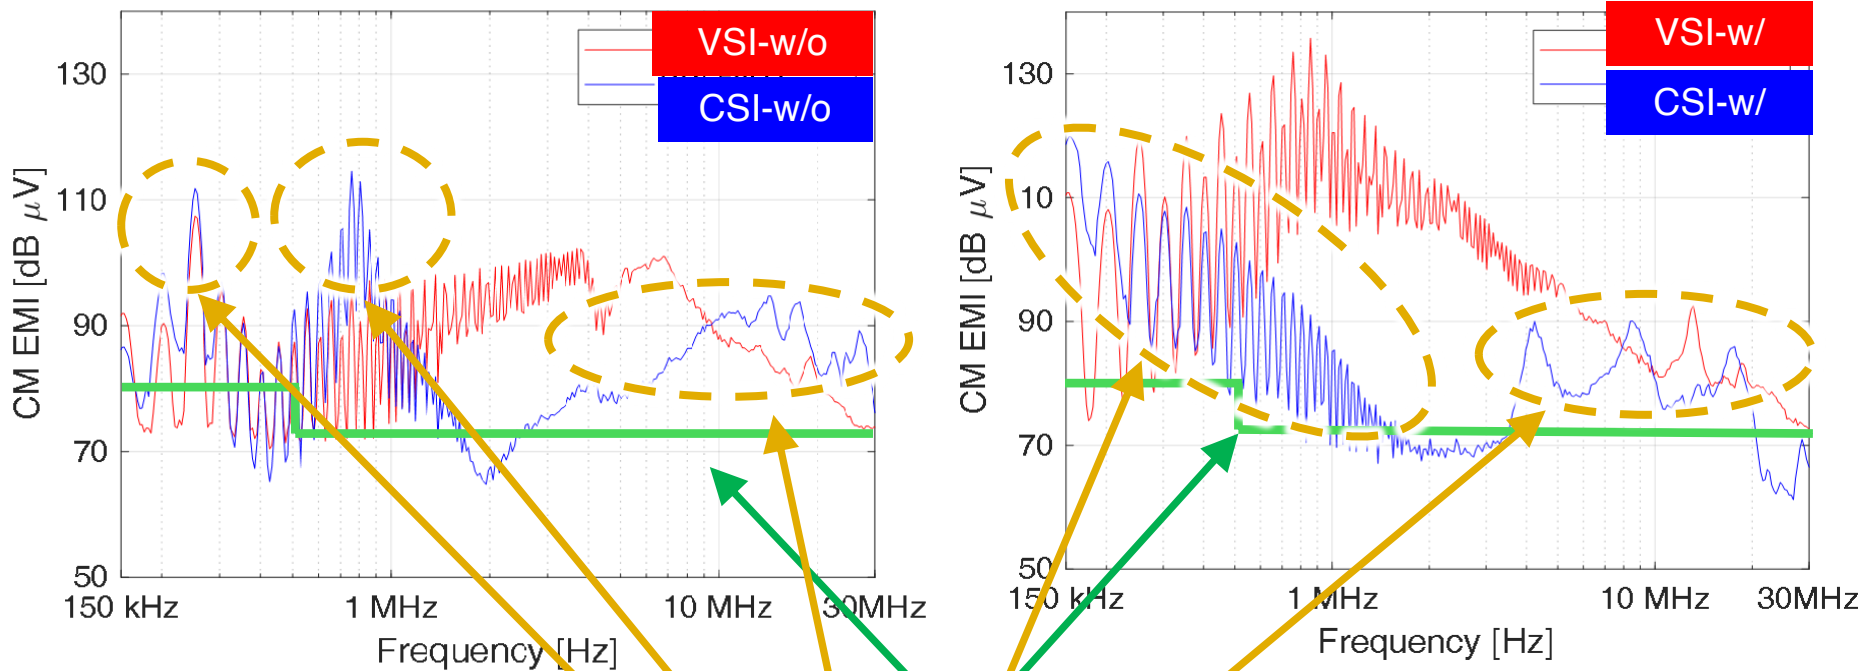 VSI-w/o
CSI-w/o
CM EMI [dB μV]
130
110
90
70
50
150 kHz
1 MHz
10 MHz
30MHz
Frequency [Hz]
VSI-w/
CSI-w/
CM EMI [dB μV]
130
10
90
70
50
150 kHz
1 MHz
10 MHz
30MHz
Frequency [Hz]